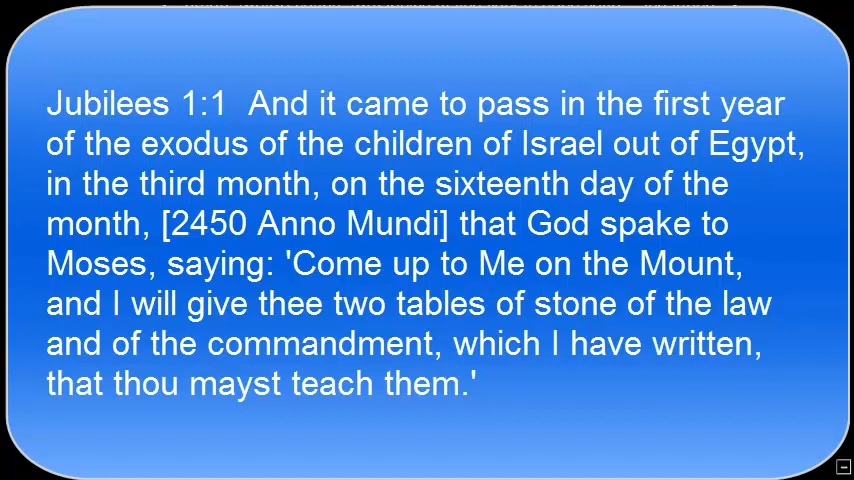 Jubilees 1:1  And it came to pass in the first year
of the exodus of the children of Israel out of Egypt,
in the third month, on the sixteenth day of the
month, [2450 Anno Mundi] that God spake to
Moses, saying: 'Come up to Me on the Mount,
and I will give thee two tables of stone of the law
and of the commandment, which I have written,
that thou mayst teach them.'